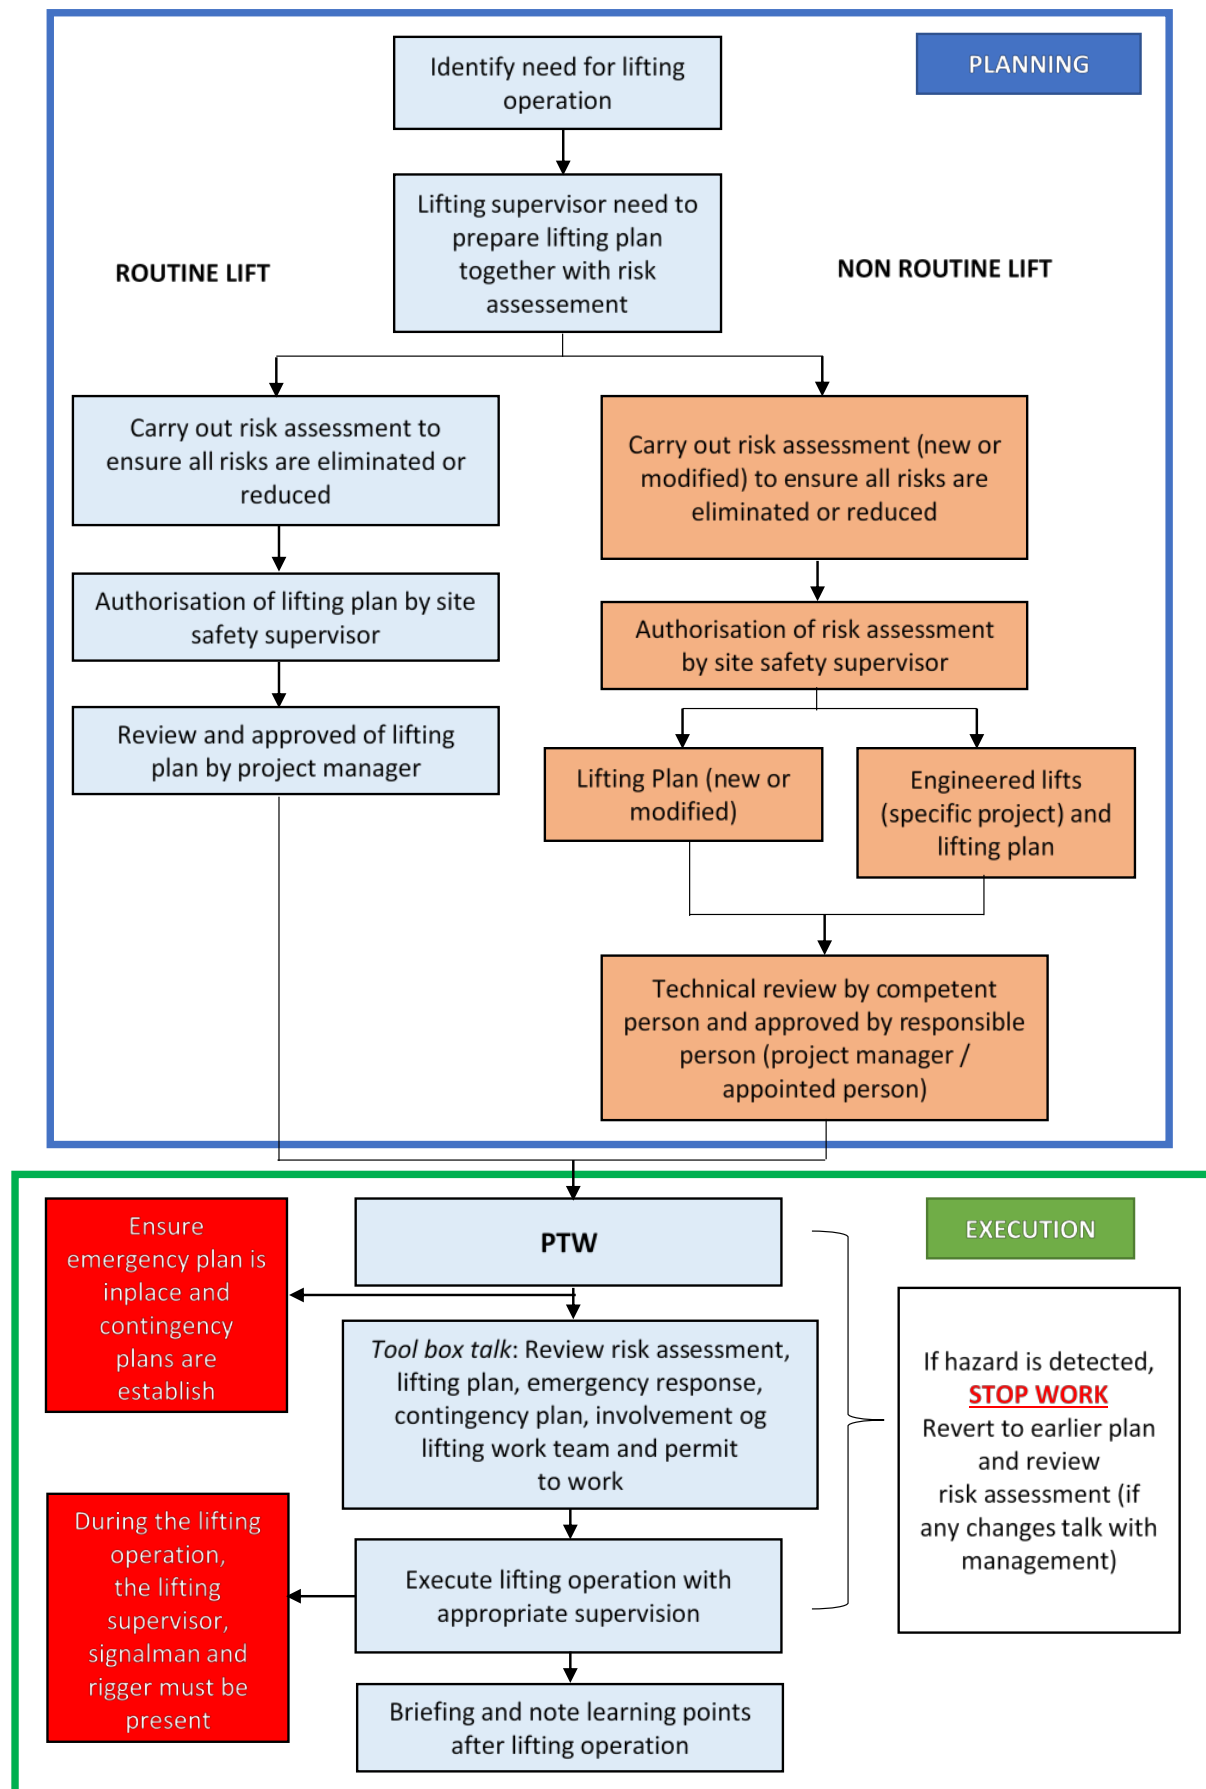 Identify need for lifting
operation
PLANNING
Lifting supervisor need to
prepare lifting plan
together with risk
assessement
ROUTINE LIFT
NON ROUTINE LIFT
Carry out risk assessment to
ensure all risks are eliminated or
reduced
Carry out risk assessment (new or
modified) to ensure all risks are
eliminated or reduced
Authorisation of lifting plan by site
safety supervisor
Authorisation of risk assessment
by site safety supervisor
Review and approved of lifting
plan by project manager
Lifting Plan (new or
modified)
Engineered lifts
(specific project) and
lifting plan
Technical review by competent
person and approved by responsible
person (project manager /
appointed person)
Ensure
emergency plan is
inplace and
contingency
plans are
establish
PTW
EXECUTION
Tool box talk: Review risk assessment,
lifting plan, emergency response,
contingency plan, involvement og
lifting work team and permit
to work
If hazard is detected,
STOP WORK
Revert to earlier plan
and review
risk assessment (if
any changes talk with
management)
During the lifting
operation,
the lifting
supervisor,
signalman and
rigger must be
present
Execute lifting operation with
appropriate supervision
Briefing and note learning points
after lifting operation